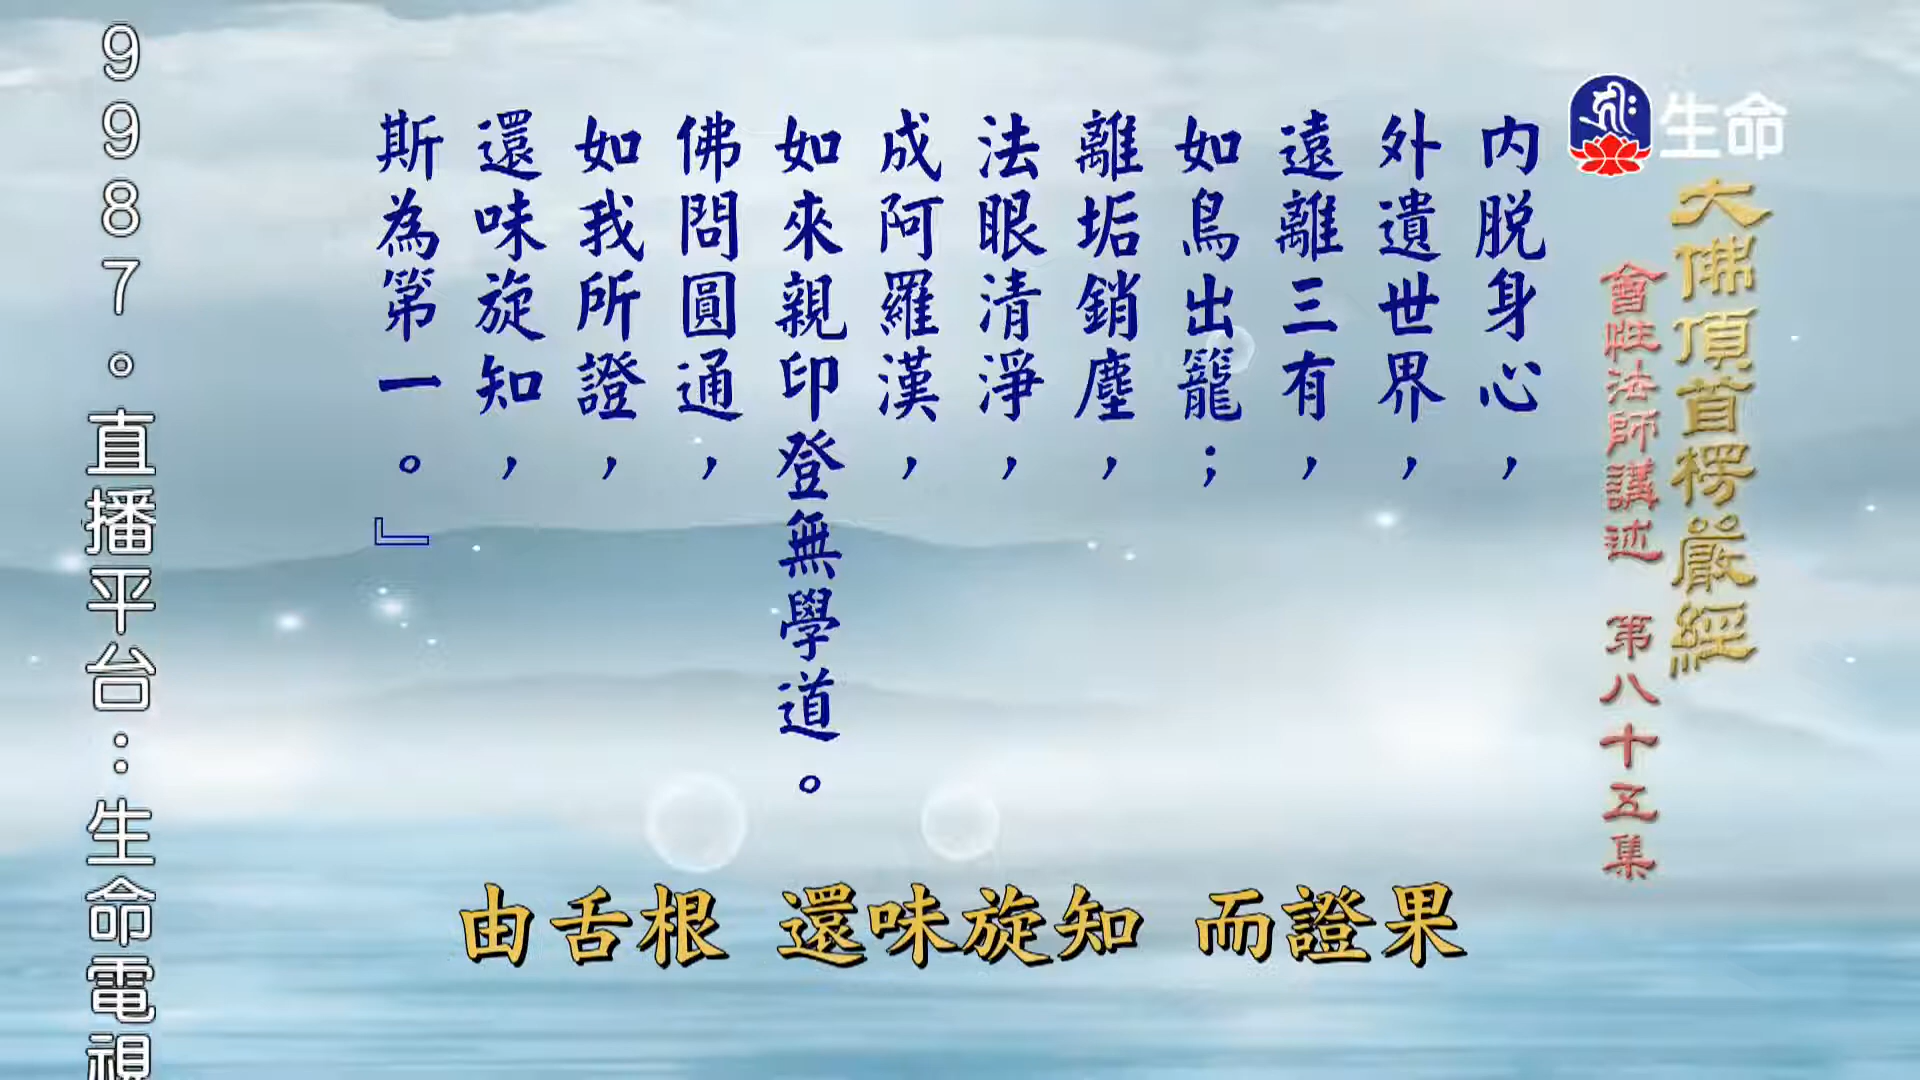 生命
大佛頂首楞嚴經
會性法師講述 第八十五集
內脱身心，
外遺世界，
遠離三有，
如鳥出籠；
離垢銷塵，
法眼清淨，
成阿羅漢，
如來親印登無學道。
佛問圓通，
如我所證，
還味旋知，
斯為第一。』
9987。直播平台：生命電視
由舌根 還味旋知 而證果